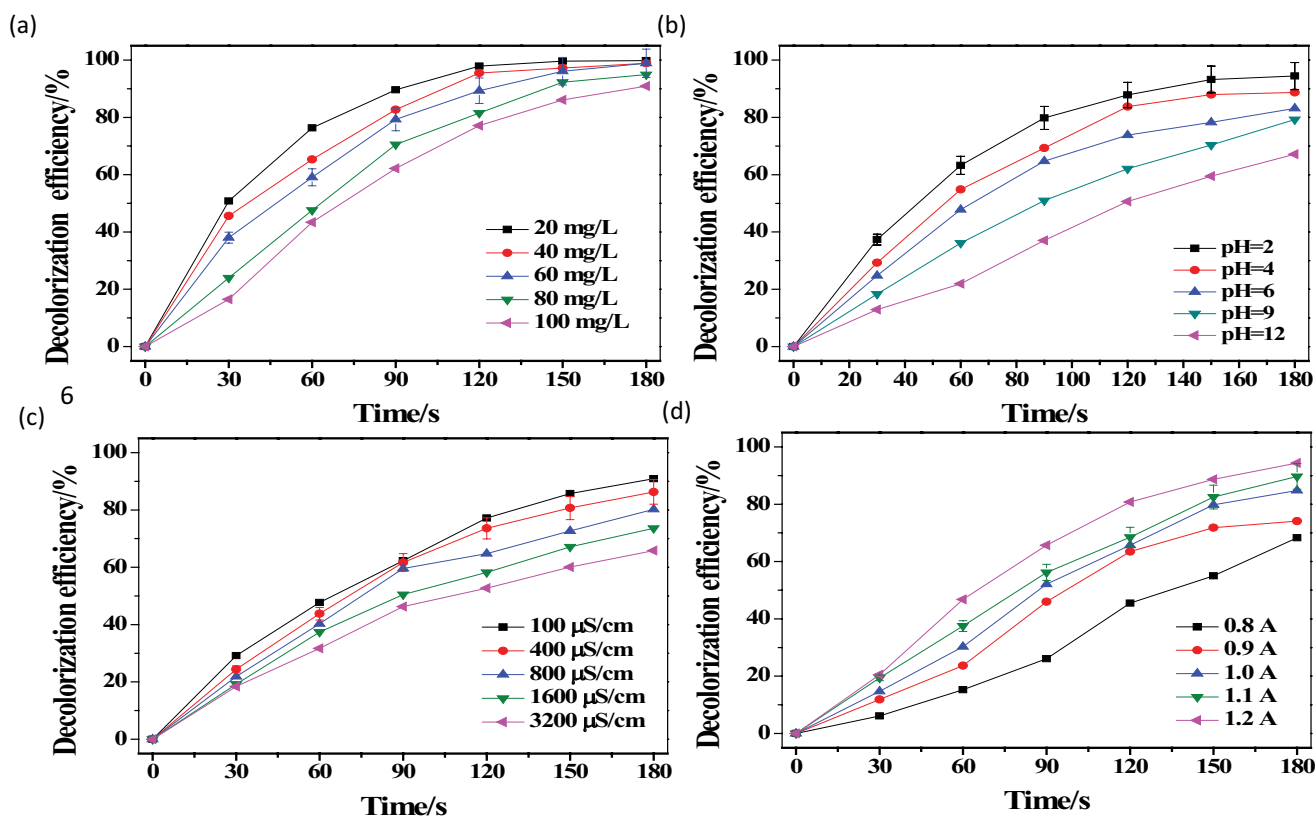 (a)
Decolorization efficiency/%
100
80
60
40
20
0
20 mg/L
40 mg/L
60 mg/L
80 mg/L
100 mg/L
0 30 60 90 120 150 180
Time/s
(b)
Decolorization efficiency/%
100
80
60
40
20
0
pH=2
pH=4
pH=6
pH=9
pH=12
0 20 40 60 80 100 120 140 160 180
Time/s
6
(c)
Decolorization efficiency/%
100
80
60
40
20
0
100 μS/cm
400 μS/cm
800 μS/cm
1600 μS/cm
3200 μS/cm
0 30 60 90 120 150 180
Time/s
(d)
Decolorization efficiency/%
100
80
60
40
20
0
0.8 A
0.9 A
1.0 A
1.1 A
1.2 A
0 30 60 90 120 150 180
Time/s